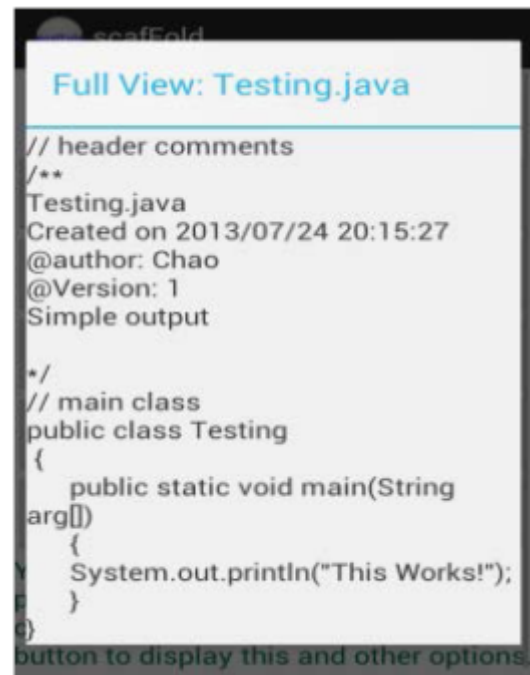 scafFold
Full View: Testing.java
// header comments
/**
Testing.java
Created on 2013/07/24 20:15:27
@author: Chao
@Version: 1
Simple output
*/
// main class
public class Testing
{
public static void main(String
arg[])
{
System.out.println("This Works!");
}
}
button to display this and other options